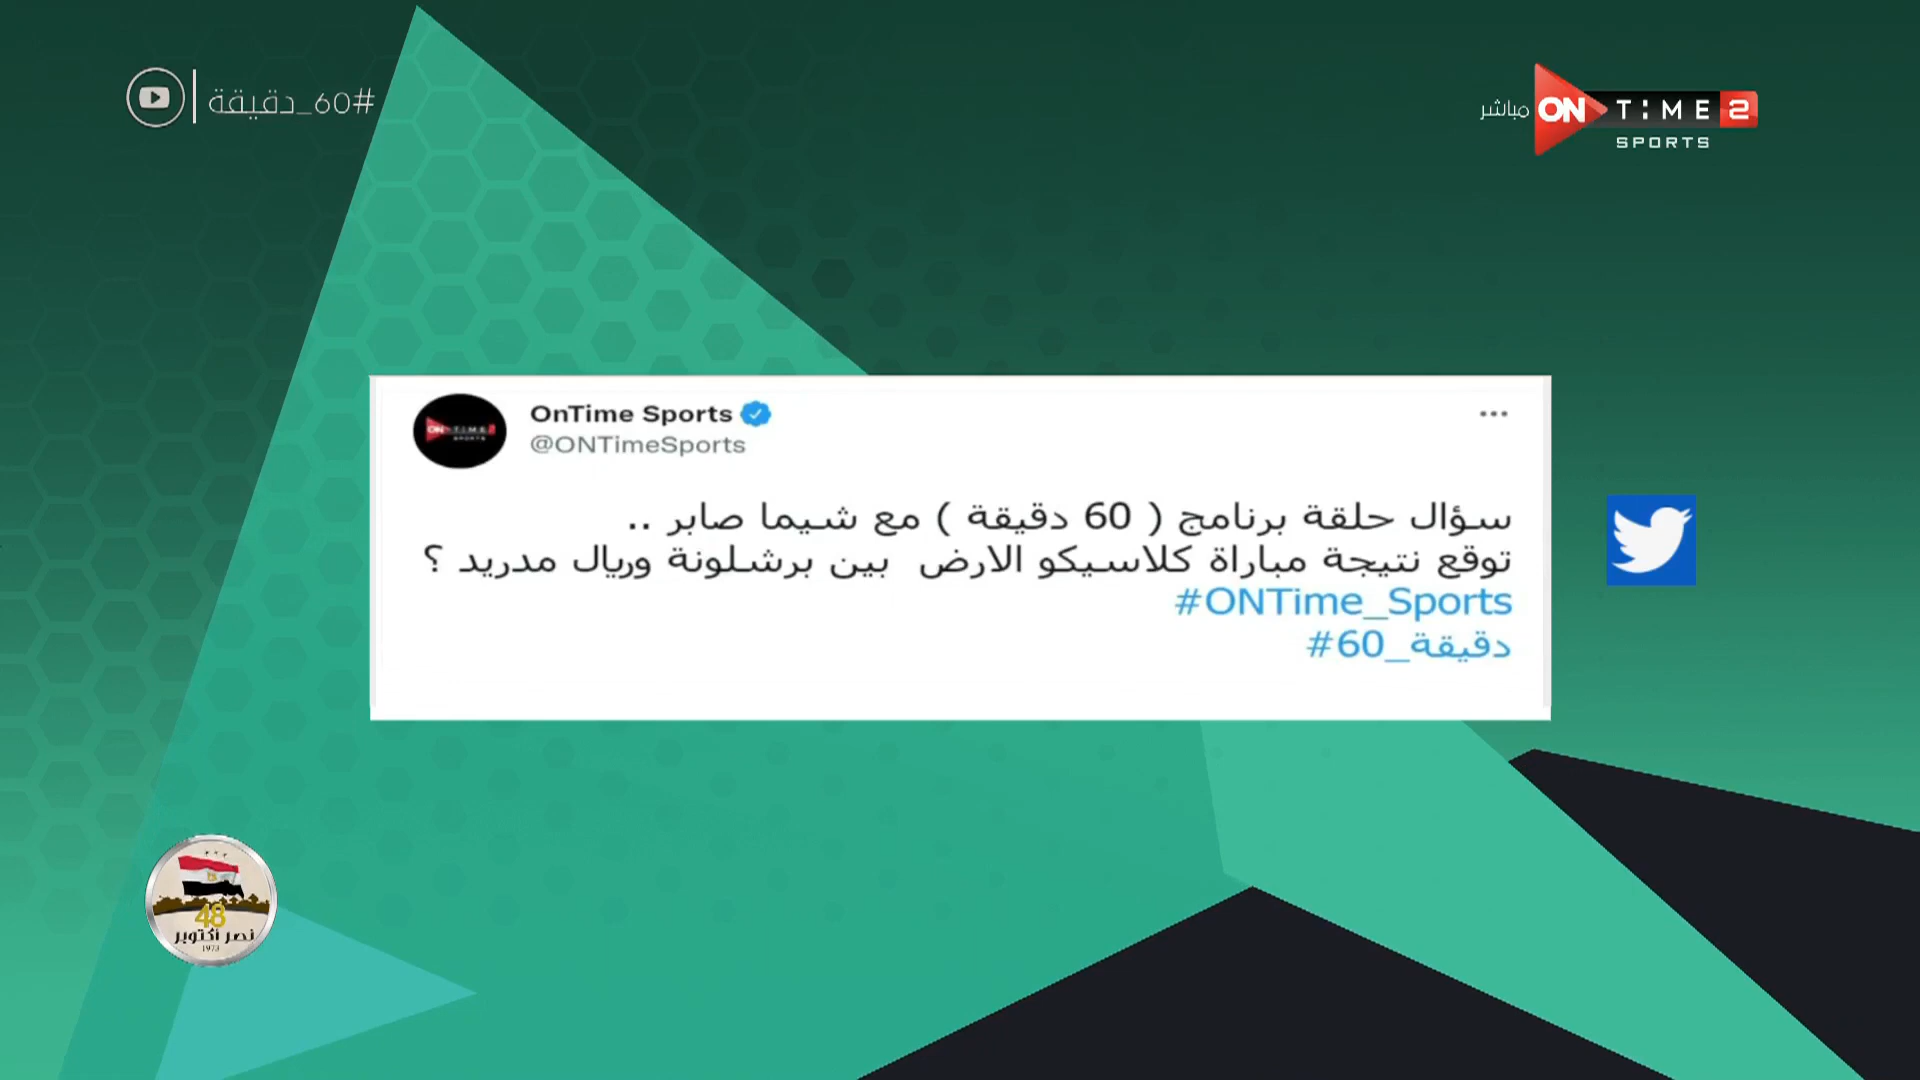 #60_دقيقة
مباشر
ON TIME 2
SPORTS
OnTime Sports
@ONTimeSports
سؤال حلقة برنامج ( 60 دقيقة ) مع شيما صابر ..
توقع نتيجة مباراة كلاسيكو الارض بين برشلونة وريال مدريد ؟
#ONTime_Sports
#60_دقيقة
48
نصر أكتوبر
1973